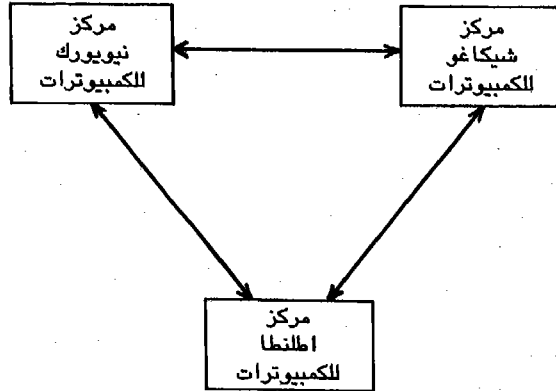 مركز
شيكاغو
للكمبيوترات
مركز
نيويورك
للكمبيوترات
مركز
اطلنطا
للكمبيوترات